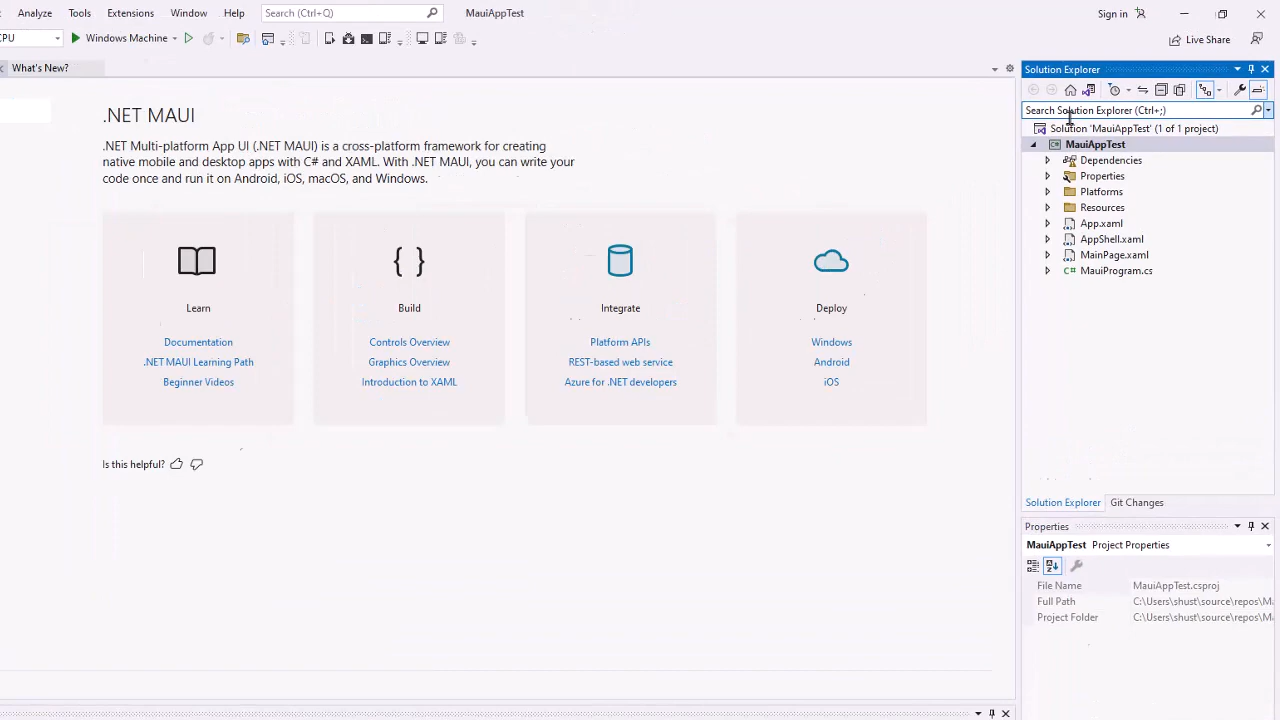 Analyze Tools Extensions Window Help Search (Ctrl+Q) MauiAppTest Sign in
CPU Windows Machine Live Share
What's New?
.NET MAUI
.NET Multi-platform App UI (.NET MAUI) is a cross-platform framework for creating
native mobile and desktop apps with C# and XAML. With .NET MAUI, you can write your
code once and run it on Android, iOS, macOS, and Windows.
Learn
Documentation
.NET MAUI Learning Path
Beginner Videos
{ }
Build
Controls Overview
Graphics Overview
Introduction to XAML
Integrate
Platform APIs
REST-based web service
Azure for .NET developers
Deploy
Windows
Android
iOS
Is this helpful?
Solution Explorer
Search Solution Explorer (Ctrl+;)
Solution 'MauiAppTest' (1 of 1 project)
C# MauiAppTest
Dependencies
Properties
Platforms
Resources
App.xaml
AppShell.xaml
MainPage.xaml
C# MauiProgram.cs
Solution Explorer Git Changes
Properties
MauiAppTest Project Properties
File Name MauiAppTest.csproj
Full Path C:\Users\shust\source\repos\Ma
Project Folder C:\Users\shust\source\repos\Ma